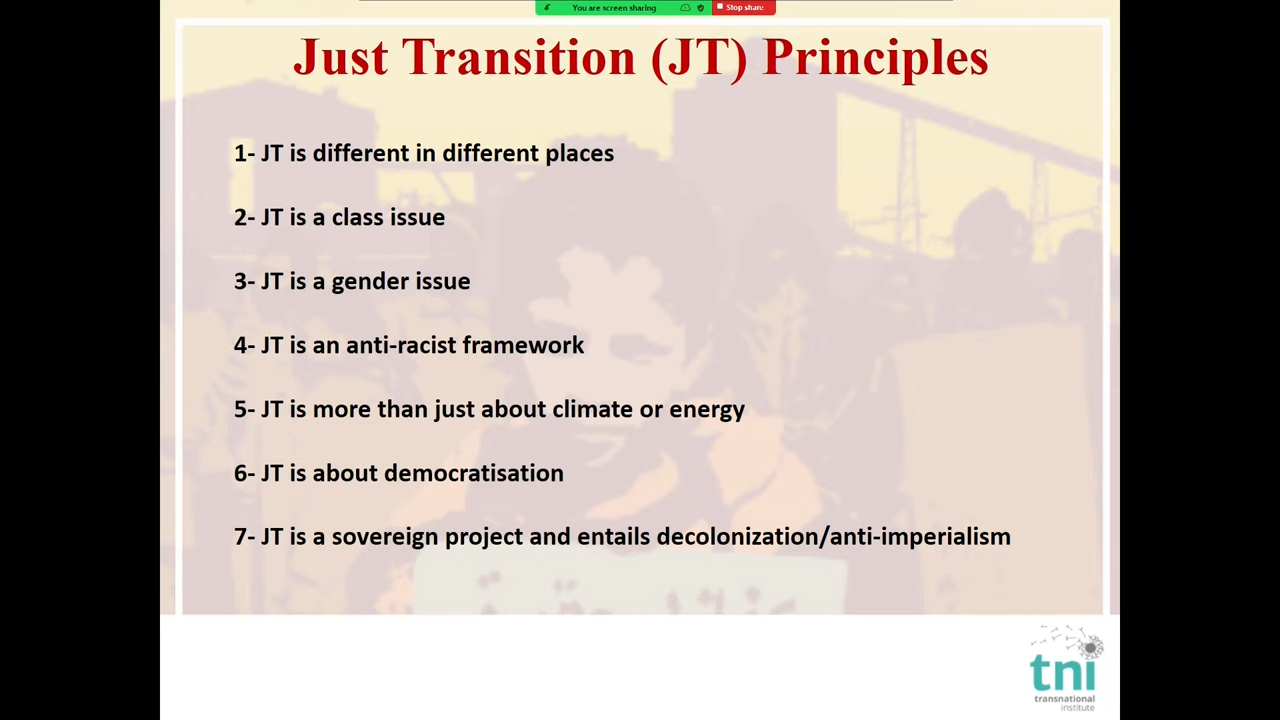 You are screen sharing
Stop share
Just Transition (JT) Principles
1- JT is different in different places
2- JT is a class issue
3- JT is a gender issue
4- JT is an anti-racist framework
5- JT is more than just about climate or energy
6- JT is about democratisation
7- JT is a sovereign project and entails decolonization/anti-imperialism
tni
transnational
institute